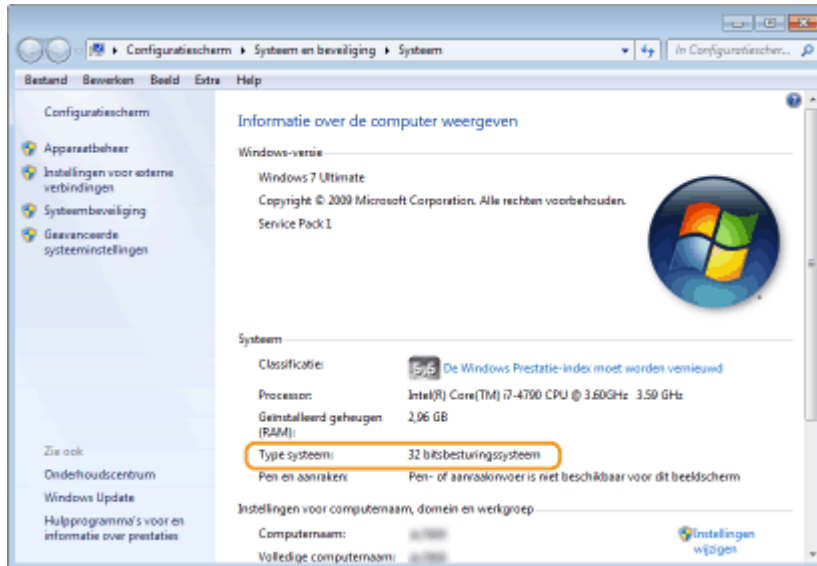 Configuratiescherm ▸ Systeem en beveiliging ▸ Systeem
In Configuratiescher...
Bestand Bewerken Beeld Extra Help
Configuratiescherm
Apparaatbeheer
Instellingen voor externe
verbindingen
Systeembeveiliging
Geavanceerde
systeeminstellingen
Zie ook
Onderhoudscentrum
Windows Update
Hulpprogramma's voor en
informatie over prestaties
Informatie over de computer weergeven
Windows-versie
Windows 7 Ultimate
Copyright © 2009 Microsoft Corporation. Alle rechten voorbehouden.
Service Pack 1
Systeem
Classificatie: 5,6 De Windows Prestatie-index moet worden vernieuwd
Processor: Intel(R) Core(TM) i7-4790 CPU @ 3.60GHz 3.59 GHz
Geïnstalleerd geheugen 2,96 GB
(RAM):
Type systeem: 32 bitsbesturingssysteem
Pen en aanraken: Pen- of aanraakinvoer is niet beschikbaar voor dit beeldscherm
Instellingen voor computernaam, domein en werkgroep
Computernaam: Instellingen
wijzigen
Volledige computernaam: